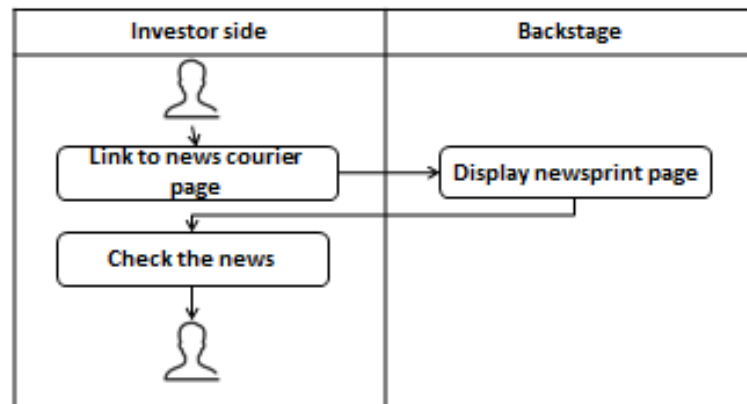 Investor side
Backstage
Link to news courier
page
Display newsprint page
Check the news